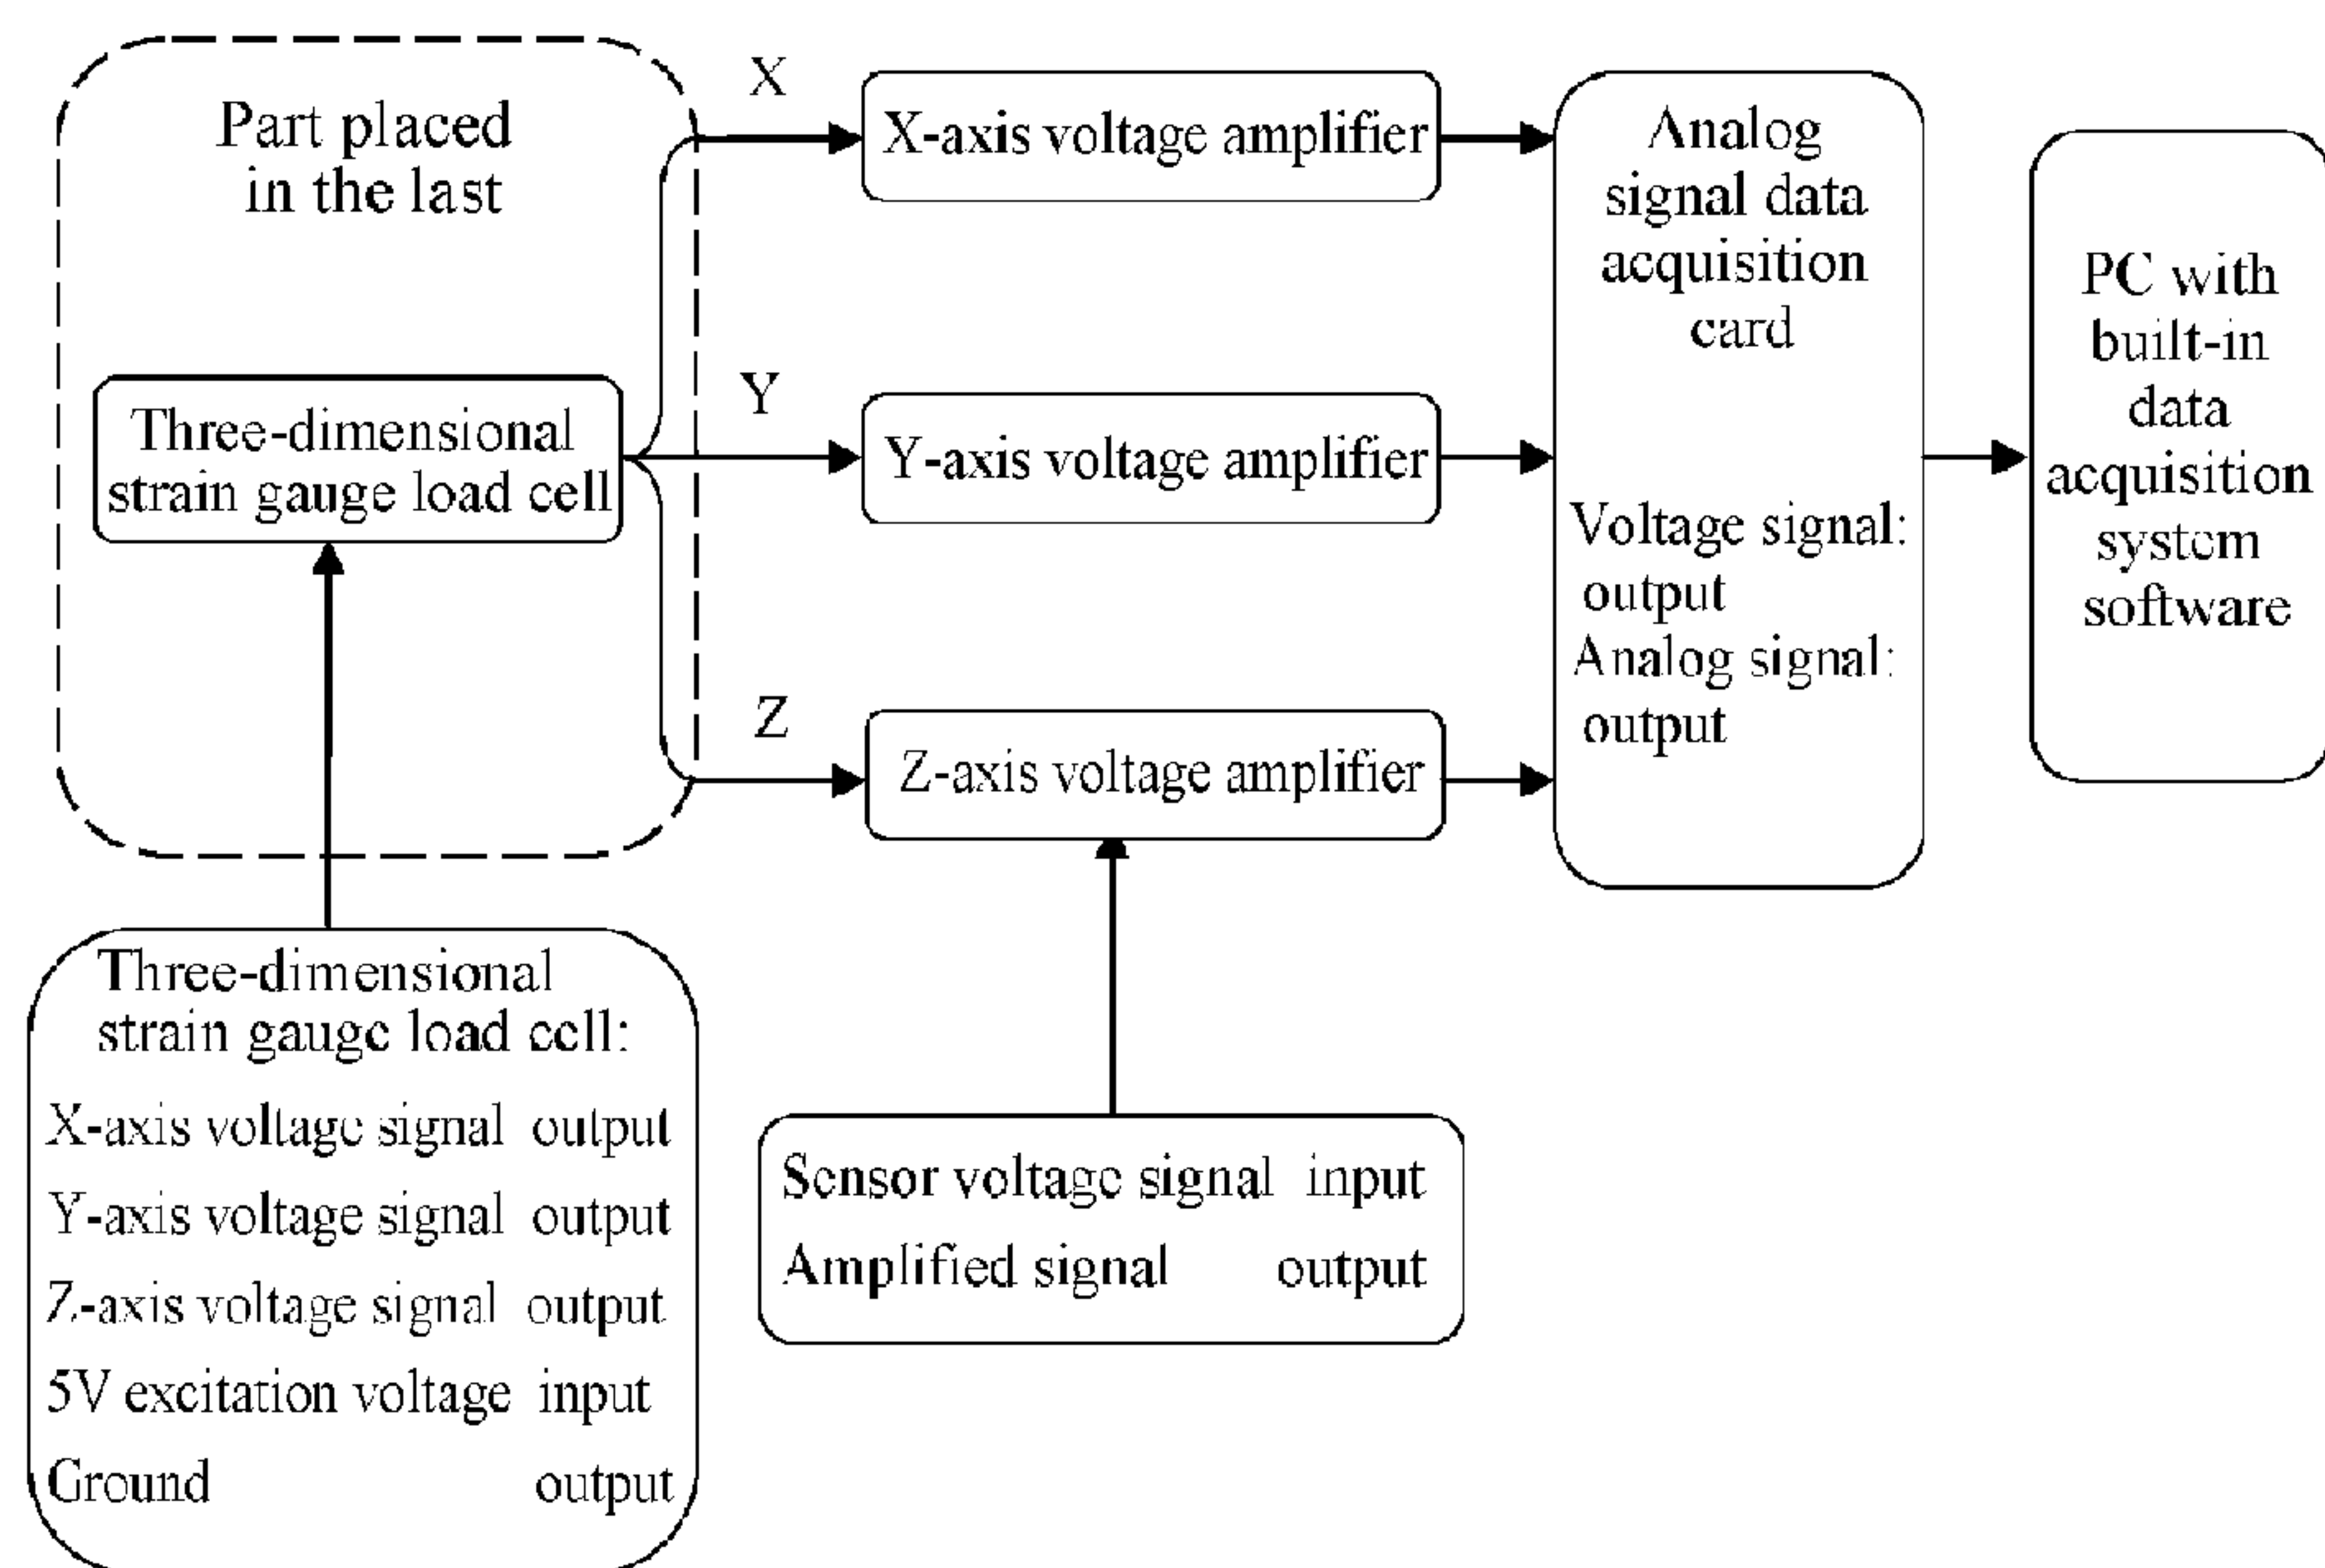 Part placed
in the last
Three-dimensional
strain gauge load cell
X
Y
Z
X-axis voltage amplifier
Y-axis voltage amplifier
Z-axis voltage amplifier
Analog
signal data
acquisition
card
Voltage signal:
output
Analog signal:
output
PC with
built-in
data
acquisition
system
software
Three-dimensional
strain gauge load cell:
X-axis voltage signal output
Y-axis voltage signal output
Z-axis voltage signal output
5V excitation voltage input
Ground output
Sensor voltage signal input
Amplified signal output